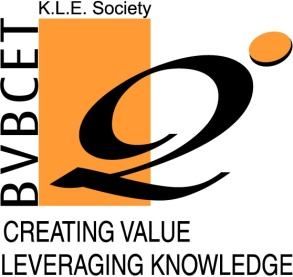 K.L.E. Society
BVBCET
CREATING VALUE
LEVERAGING KNOWLEDGE